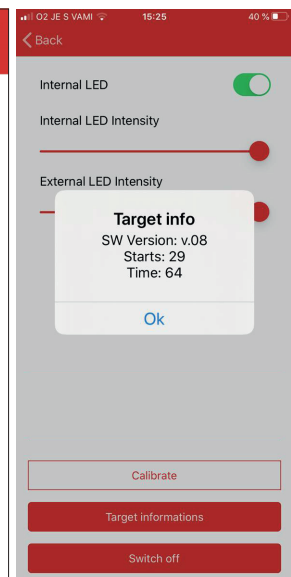 O2 JE S VAMI 15:25 40 %
Back
Internal LED
Internal LED Intensity
External LED Intensity
Target info
SW Version: v.08
Starts: 29
Time: 64
Ok
Calibrate
Target informations
Switch off